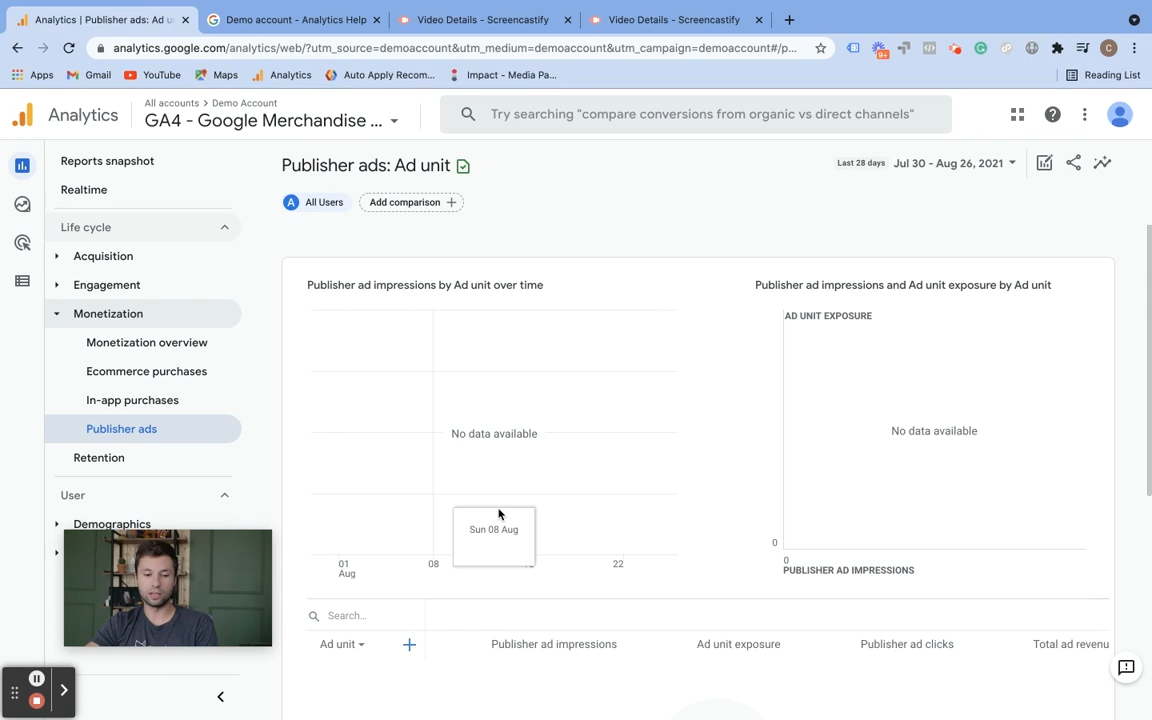 Analytics | Publisher ads: Ad u
Demo account - Analytics Help
Video Details - Screencastify
Video Details - Screencastify
analytics.google.com/analytics/web/?utm_source=demoaccount&utm_medium=demoaccount&utm_campaign=demoaccount#/p...
9+
C
Apps
Gmail
YouTube
Maps
Analytics
Auto Apply Recom...
Impact - Media Pa...
Reading List
Analytics
All accounts > Demo Account
GA4 - Google Merchandise ...
Try searching "compare conversions from organic vs direct channels"
Reports snapshot
Realtime
Life cycle
Acquisition
Engagement
Monetization
Monetization overview
Ecommerce purchases
In-app purchases
Publisher ads
Retention
User
Demographics
Publisher ads: Ad unit
Last 28 days
Jul 30 - Aug 26, 2021
A All Users
Add comparison +
Publisher ad impressions by Ad unit over time
No data available
Sun 08 Aug
01
Aug
08
22
Publisher ad impressions and Ad unit exposure by Ad unit
AD UNIT EXPOSURE
No data available
0
0
PUBLISHER AD IMPRESSIONS
Search...
Ad unit
Publisher ad impressions
Ad unit exposure
Publisher ad clicks
Total ad revenu